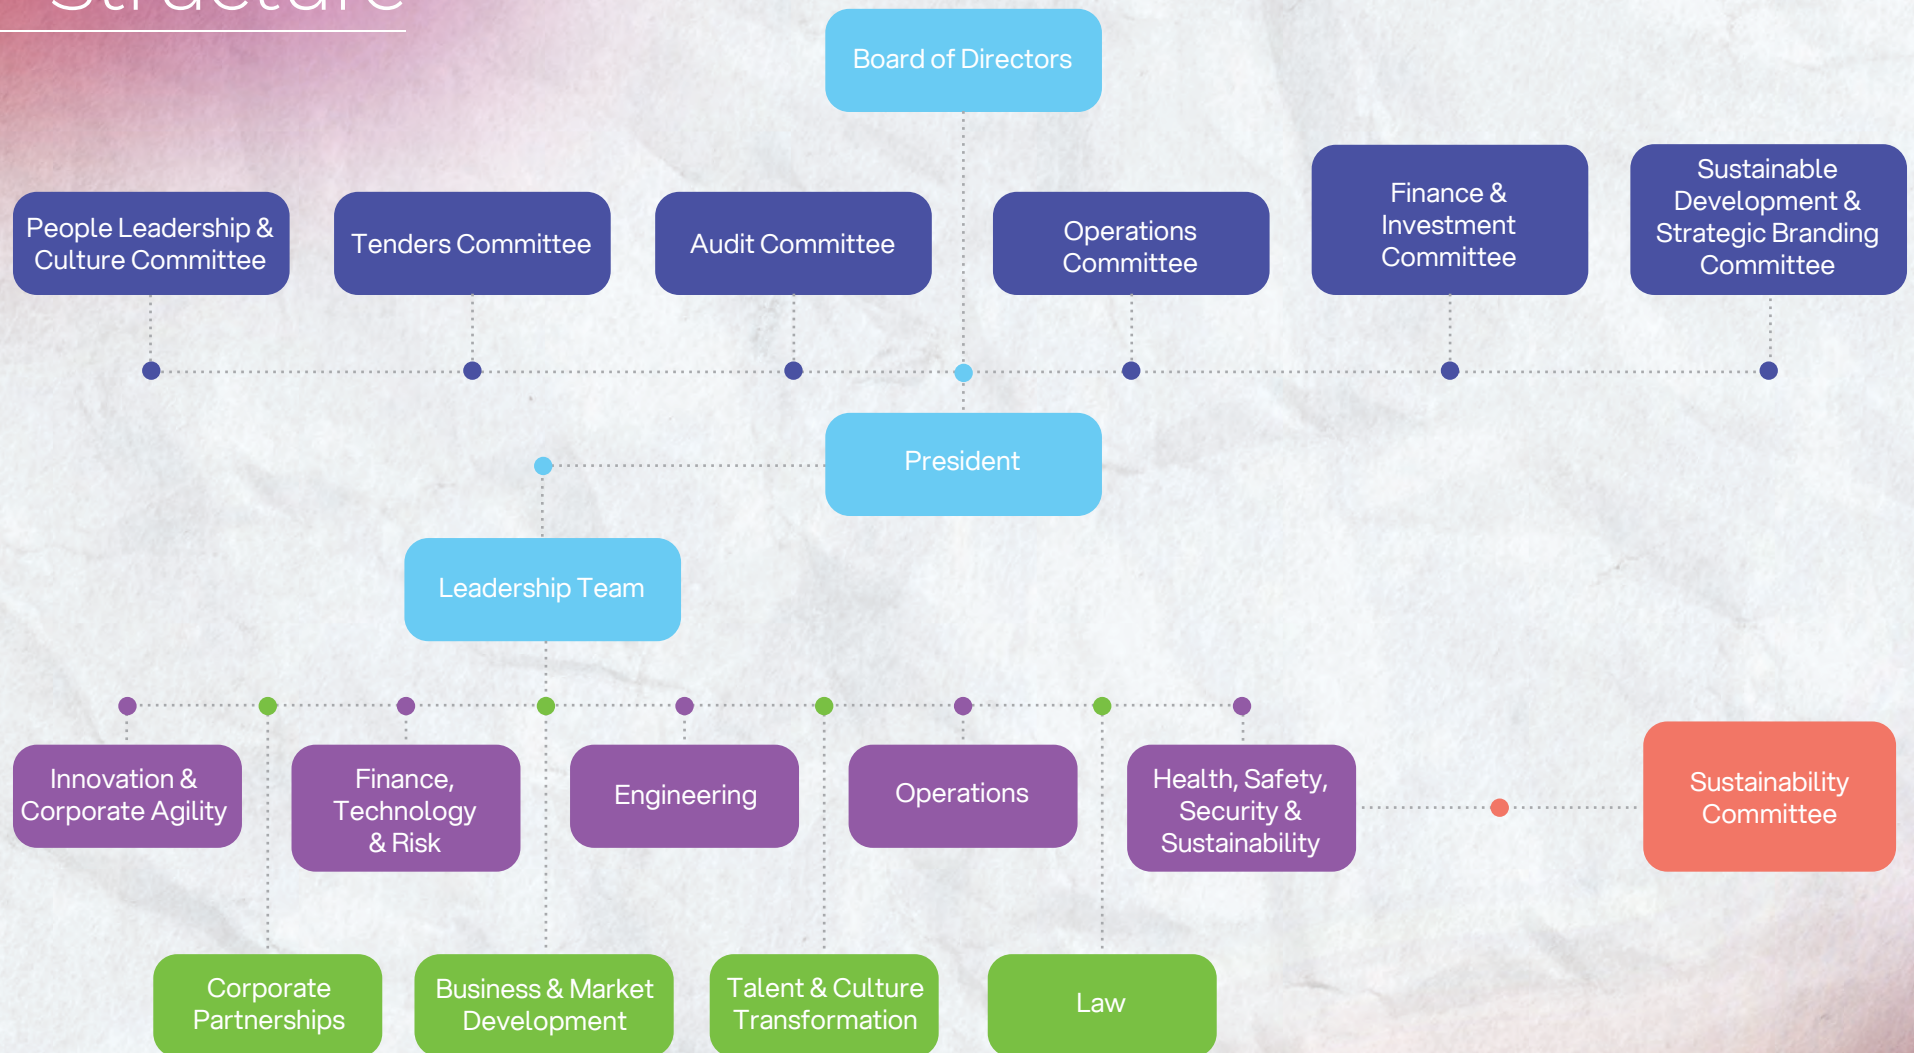 Structure
Board of Directors
People Leadership &
Culture Committee
Tenders Committee
Audit Committee
Operations
Committee
Finance &
Investment
Committee
Sustainable
Development &
Strategic Branding
Committee
President
Leadership Team
Innovation &
Corporate Agility
Finance,
Technology
& Risk
Engineering
Operations
Health, Safety,
Security &
Sustainability
Sustainability
Committee
Corporate
Partnerships
Business & Market
Development
Talent & Culture
Transformation
Law